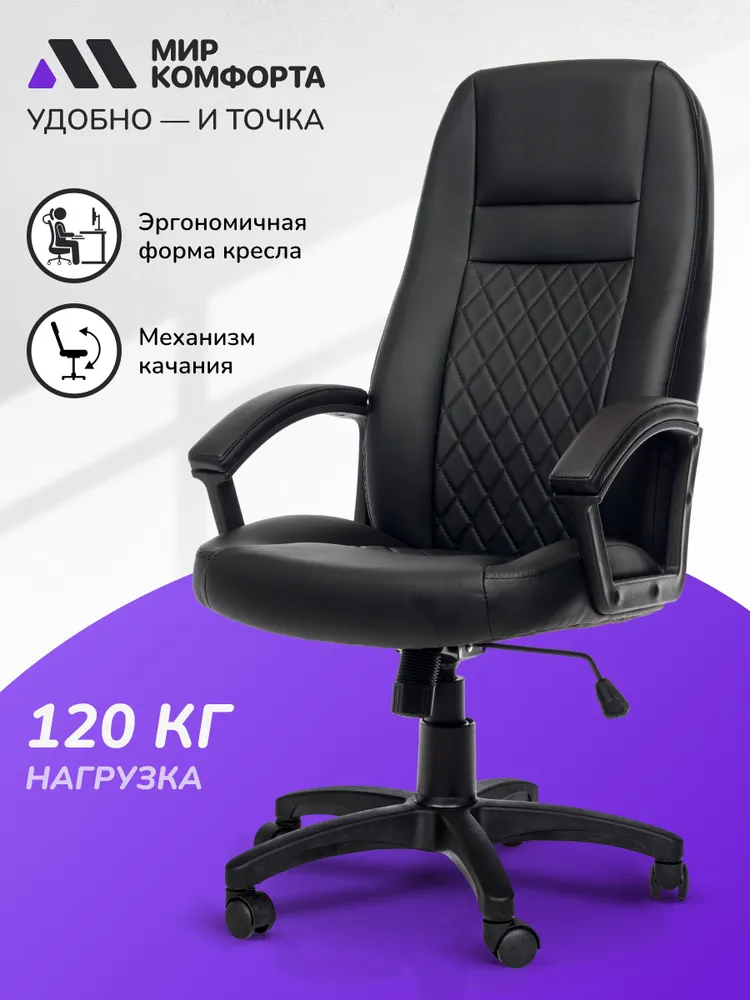 МИР
КОМФОРТА
УДОБНО — И ТОЧКА
Эргономичная
форма кресла
Механизм
качания
120 КГ
НАГРУЗКА